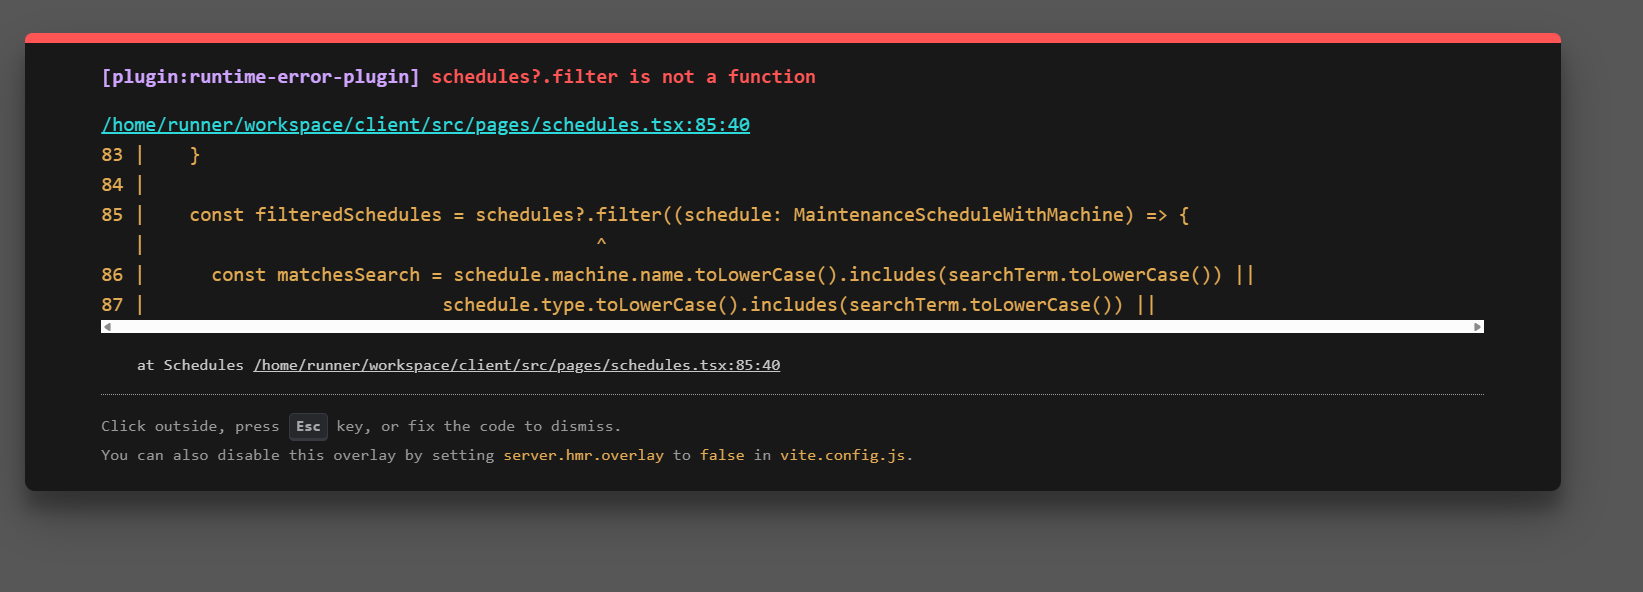 [plugin:runtime-error-plugin] schedules?.filter is not a function
/home/runner/workspace/client/src/pages/schedules.tsx:85:40
83 |    }
84 |
85 |    const filteredSchedules = schedules?.filter((schedule: MaintenanceScheduleWithMachine) => {
   |                                         ^
86 |      const matchesSearch = schedule.machine.name.toLowerCase().includes(searchTerm.toLowerCase()) ||
87 |                           schedule.type.toLowerCase().includes(searchTerm.toLowerCase()) ||
at Schedules /home/runner/workspace/client/src/pages/schedules.tsx:85:40
Click outside, press Esc key, or fix the code to dismiss.
You can also disable this overlay by setting server.hmr.overlay to false in vite.config.js.